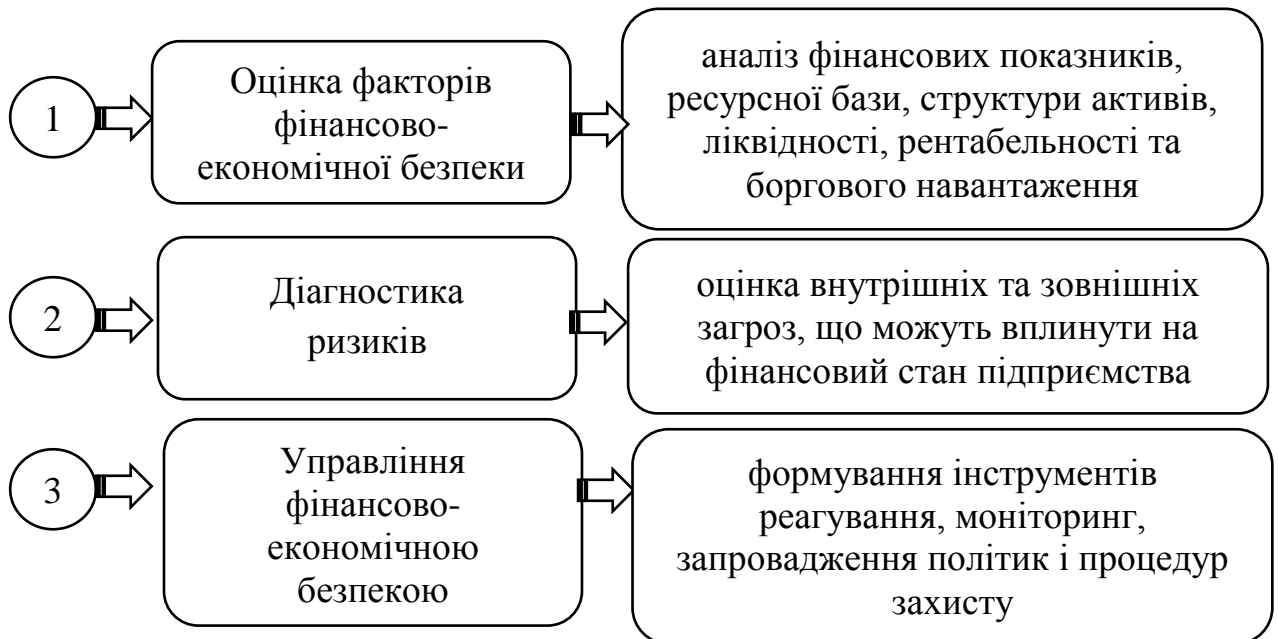 1
Оцінка факторів
фінансово-
економічної безпеки
аналіз фінансових показників,
ресурсної бази, структури активів,
ліквідності, рентабельності та
боргового навантаження
2
Діагностика
ризиків
оцінка внутрішніх та зовнішніх
загроз, що можуть вплинути на
фінансовий стан підприємства
3
Управління
фінансово-
економічною
безпекою
формування інструментів
реагування, моніторинг,
запровадження політик і процедур
захисту